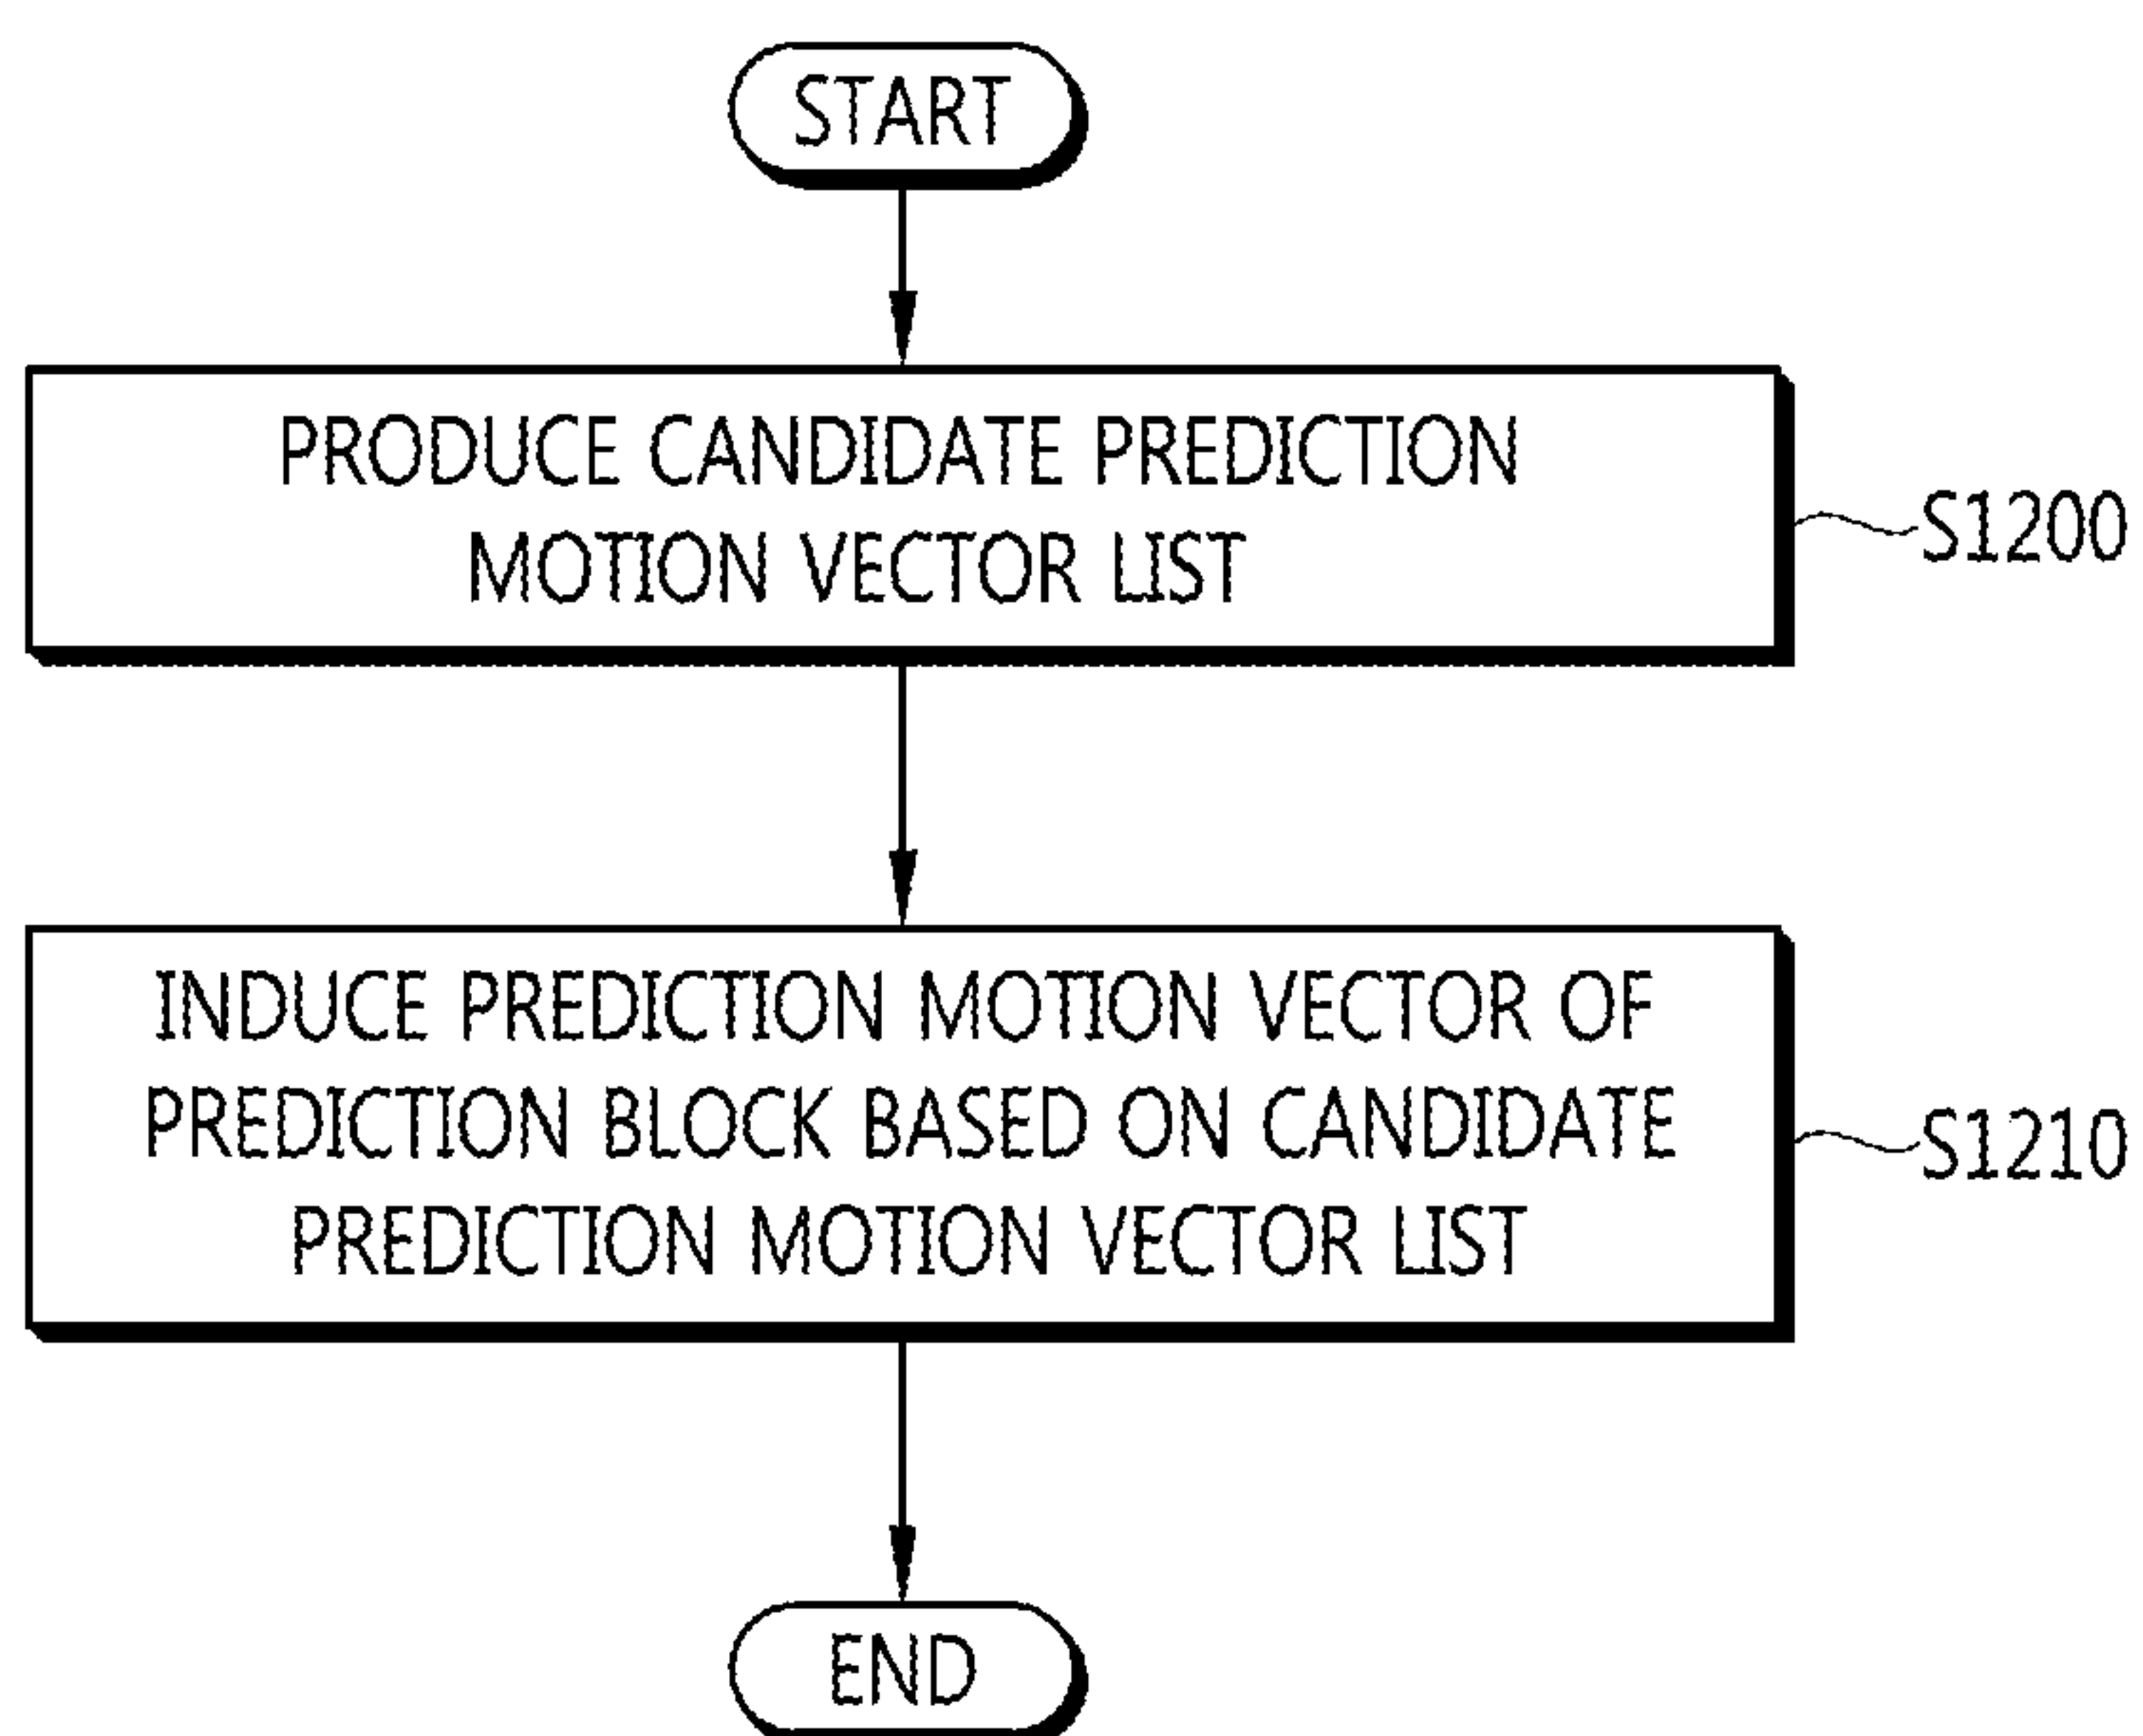 START
PRODUCE CANDIDATE PREDICTION
MOTION VECTOR LIST
S1200
INDUCE PREDICTION MOTION VECTOR OF
PREDICTION BLOCK BASED ON CANDIDATE
PREDICTION MOTION VECTOR LIST
S1210
END